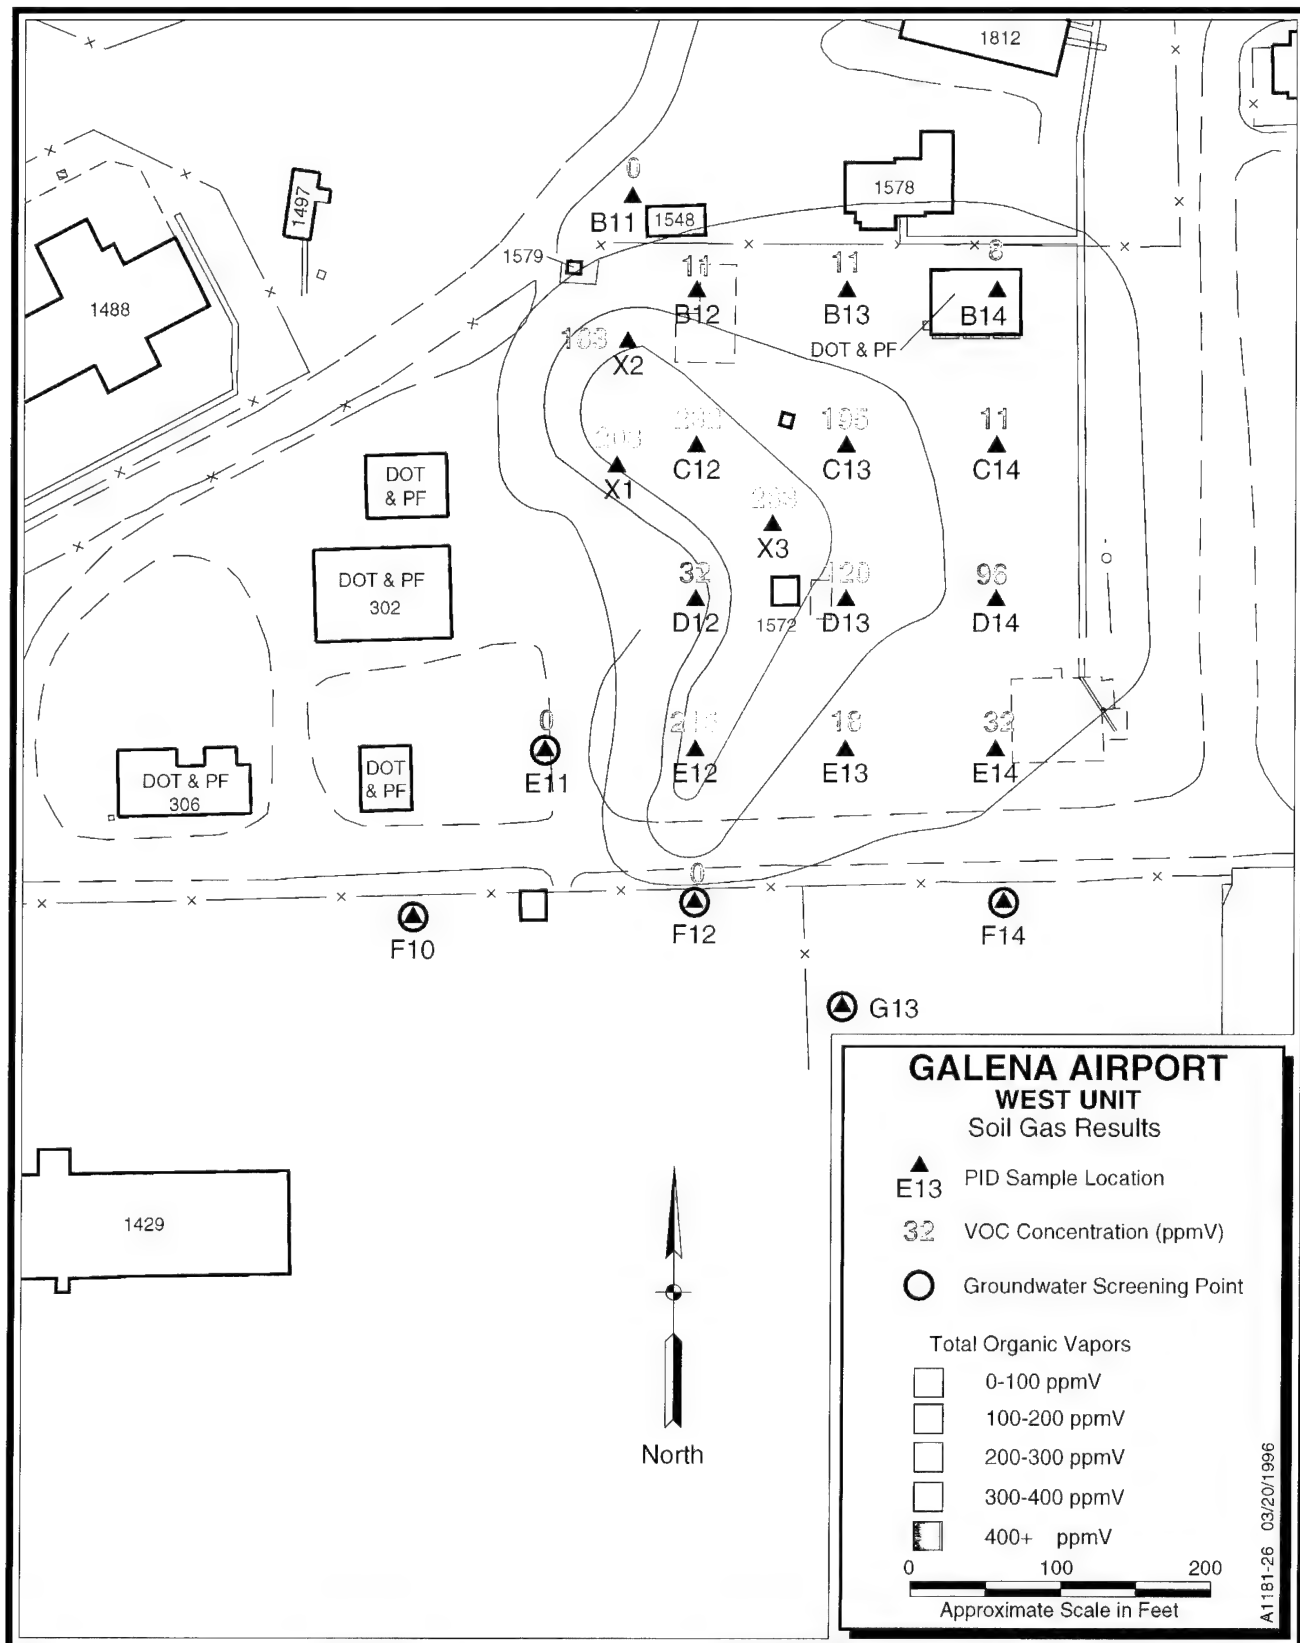 1812
1497
0
B11
1548
1578
1579
11
B12
11
B13
8
B14
DOT & PF
1488
X2
C12
195
C13
11
C14
X1
X3
DOT
& PF
DOT & PF
302
32
D12
1572
120
D13
96
D14
0
E11
E12
18
E13
32
E14
DOT & PF
306
DOT
& PF
0
F10
F12
F14
G13
GALENA AIRPORT
WEST UNIT
Soil Gas Results
E13
PID Sample Location
32
VOC Concentration (ppmV)
Groundwater Screening Point
Total Organic Vapors
0-100 ppmV
100-200 ppmV
200-300 ppmV
300-400 ppmV
400+ ppmV
0 100 200
Approximate Scale in Feet
A1181-26 03/20/1996
1429
North